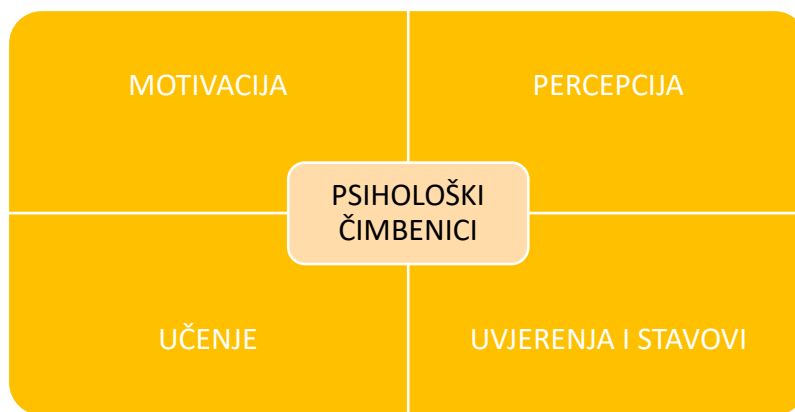 MOTIVACIJA
PERCEPCIJA
PSIHOLOŠKI
ČIMBENICI
UČENJE
UVJERENJA I STAVOVI